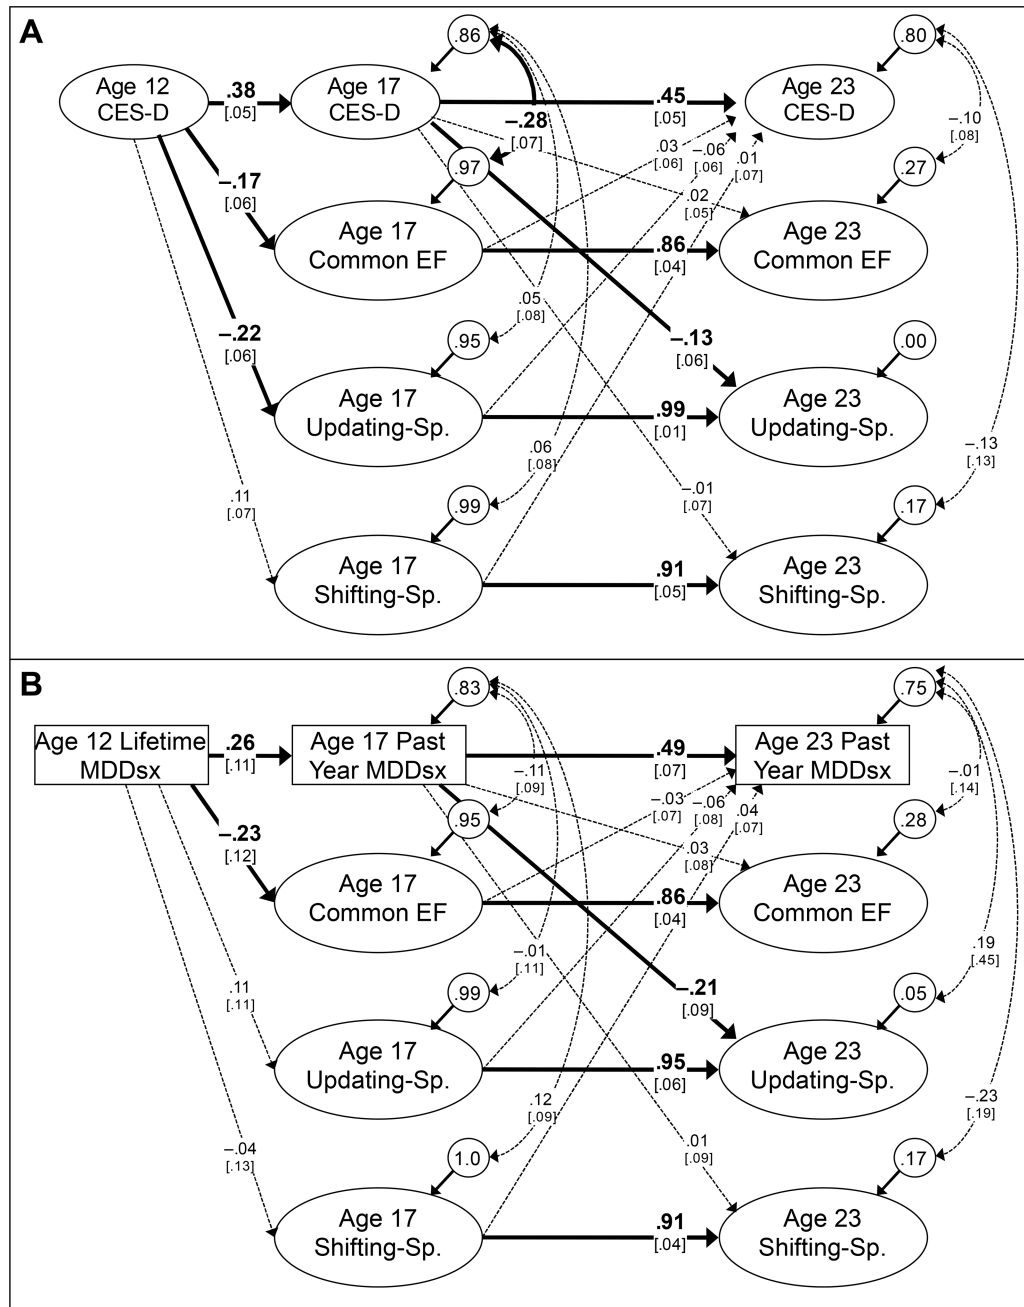 A
.86
.80
Age 12
CES-D
.38
[.05]
Age 17
CES-D
.45
[.05]
Age 23
CES-D
–.28
[.07]
–.10
[.08]
.03
[.06]
–.06
[.06]
.01
[.07]
.97
.27
–.17
[.06]
.02
[.05]
Age 17
Common EF
.86
[.04]
Age 23
Common EF
.05
[.08]
–.22
[.06]
.95
–.13
[.06]
.00
Age 17
Updating-Sp.
.99
[.01]
Age 23
Updating-Sp.
.06
[.08]
–.13
[.13]
.11
[.07]
.99
–.01
[.07]
.17
Age 17
Shifting-Sp.
.91
[.05]
Age 23
Shifting-Sp.
B
.83
.75
Age 12 Lifetime
MDDsx
.26
[.11]
Age 17 Past
Year MDDsx
.49
[.07]
Age 23 Past
Year MDDsx
–.11
[.09]
–.01
[.14]
–.03
[.07]
–.06
[.08]
.04
[.07]
.95
.28
–.23
[.12]
.03
[.08]
Age 17
Common EF
.86
[.04]
Age 23
Common EF
–.01
[.11]
.19
[.45]
.11
[.11]
.99
–.21
[.09]
.05
Age 17
Updating-Sp.
.95
[.06]
Age 23
Updating-Sp.
.12
[.09]
–.23
[.19]
–.04
[.13]
1.0
.01
[.09]
.17
Age 17
Shifting-Sp.
.91
[.04]
Age 23
Shifting-Sp.